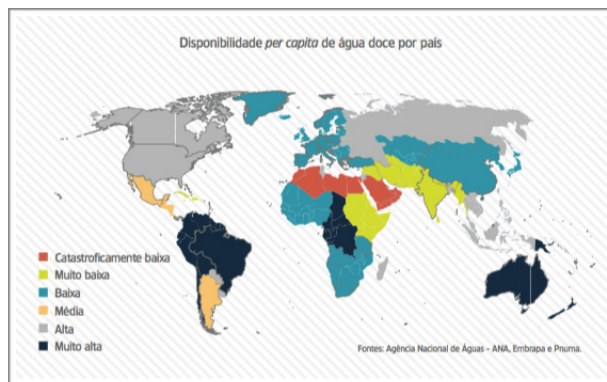 Disponibilidade per capita de água doce por país
Catastroficamente baixa
Muito baixa
Baixa
Média
Alta
Muito alta
Fontes: Agência Nacional de Águas – ANA, Embrapa e Pnuma.